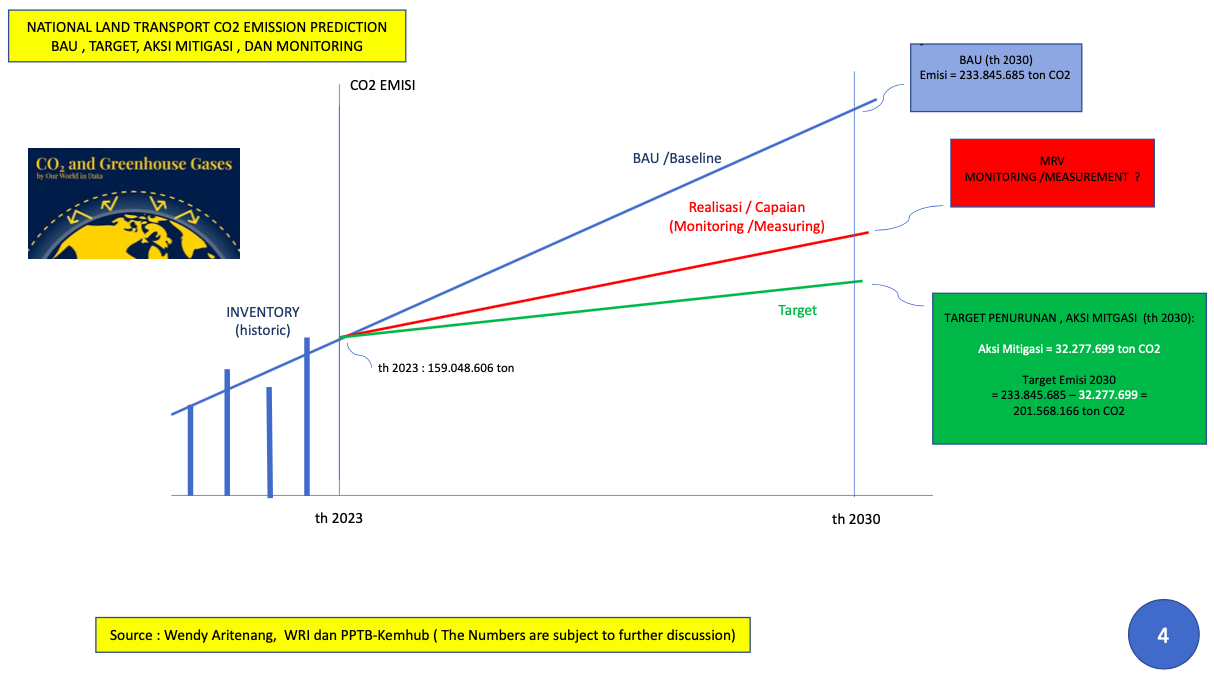 NATIONAL LAND TRANSPORT CO2 EMISSION PREDICTION
BAU , TARGET, AKSI MITIGASI , DAN MONITORING
CO2 EMISI
BAU (th 2030)
Emisi = 233.845.685 ton CO2
CO₂ and Greenhouse Gases
by Our World in Data
BAU /Baseline
MRV
MONITORING /MEASUREMENT ?
Realisasi / Capaian
(Monitoring /Measuring)
INVENTORY
(historic)
Target
TARGET PENURUNAN , AKSI MITGASI (th 2030):
Aksi Mitigasi = 32.277.699 ton CO2
Target Emisi 2030
= 233.845.685 – 32.277.699 =
201.568.166 ton CO2
th 2023 : 159.048.606 ton
th 2023
th 2030
Source : Wendy Aritenang, WRI dan PPTB-Kemhub ( The Numbers are subject to further discussion)
4